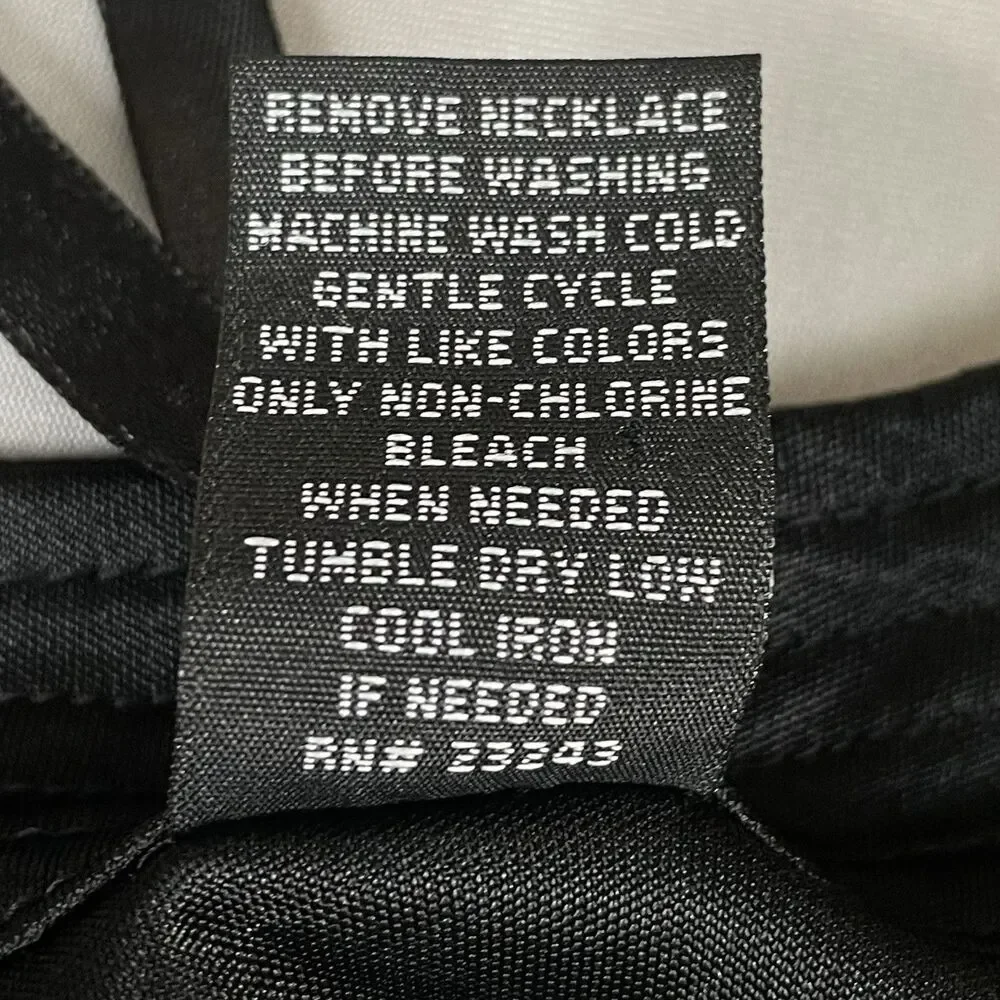 REMOVE NECKLACE
BEFORE WASHING
MACHINE WASH COLD
GENTLE CYCLE
WITH LIKE COLORS
ONLY NON-CHLORINE
BLEACH
WHEN NEEDED
TUMBLE DRY LOW
COOL IRON
IF NEEDED
RN# 23243